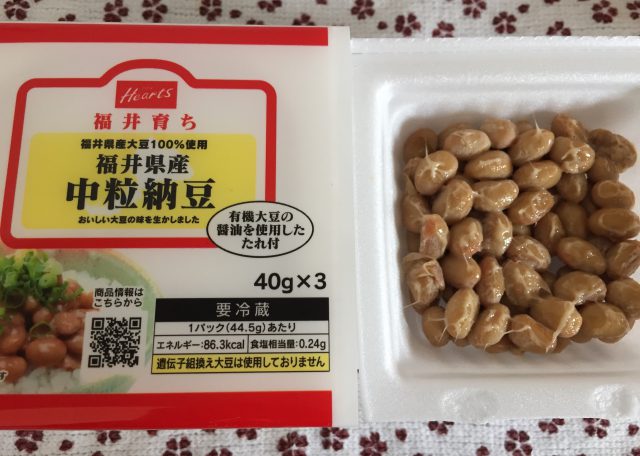 Hearts
福井育ち
福井県産大豆100%使用
福井県産
中粒納豆
おいしい大豆の味を生かしました
有機大豆の
醤油を使用した
たれ付
40g×3
商品情報は
こちらから
要冷蔵
1パック(44.5g)あたり
エネルギー:86.3kcal 食塩相当量:0.24g
遺伝子組換え大豆は使用しておりません
す